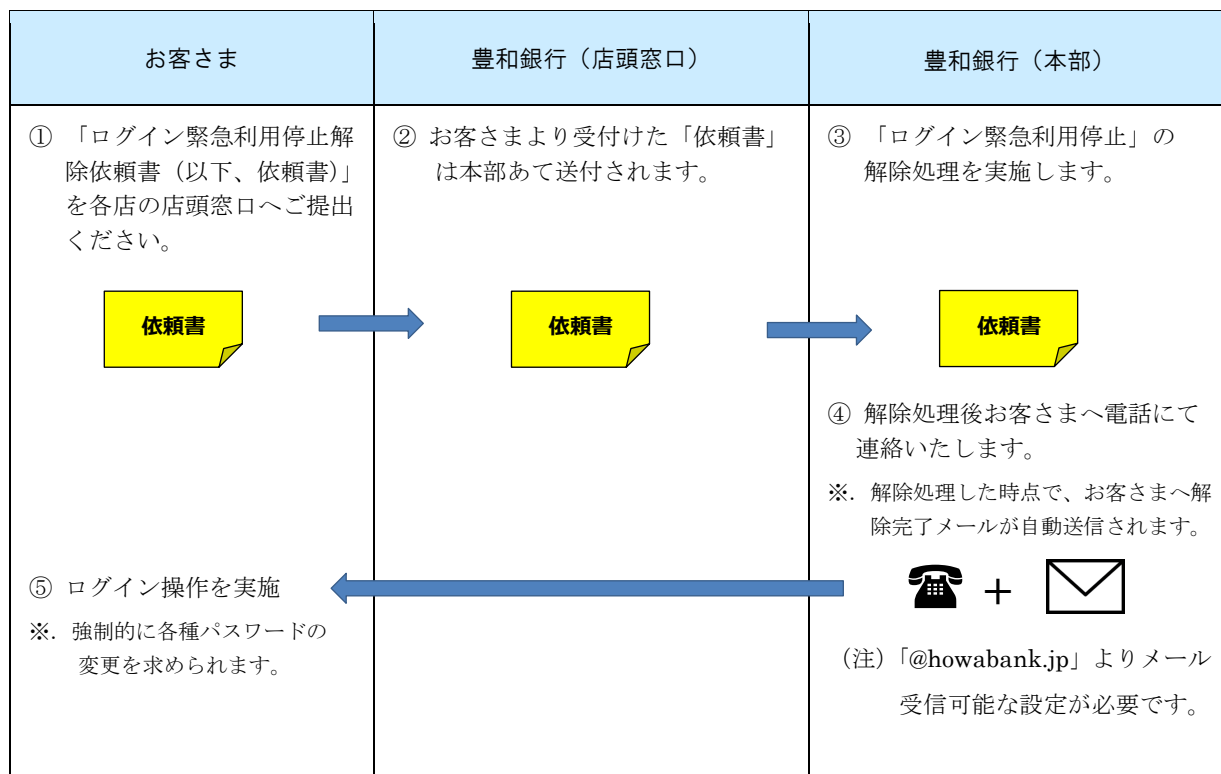 お客さま
豊和銀行（店頭窓口）
豊和銀行（本部）
① 「ログイン緊急利用停止解
除依頼書（以下、依頼書）」
を各店の店頭窓口へご提出
ください。
② お客さまより受付けた「依頼書」
は本部あて送付されます。
③ 「ログイン緊急利用停止」の
解除処理を実施します。
依頼書
依頼書
依頼書
④ 解除処理後お客さまへ電話にて
連絡いたします。
※．解除処理した時点で、お客さまへ解
除完了メールが自動送信されます。
⑤ ログイン操作を実施
※．強制的に各種パスワードの
変更を求められます。
＋
（注）「@howabank.jp」よりメール
受信可能な設定が必要です。